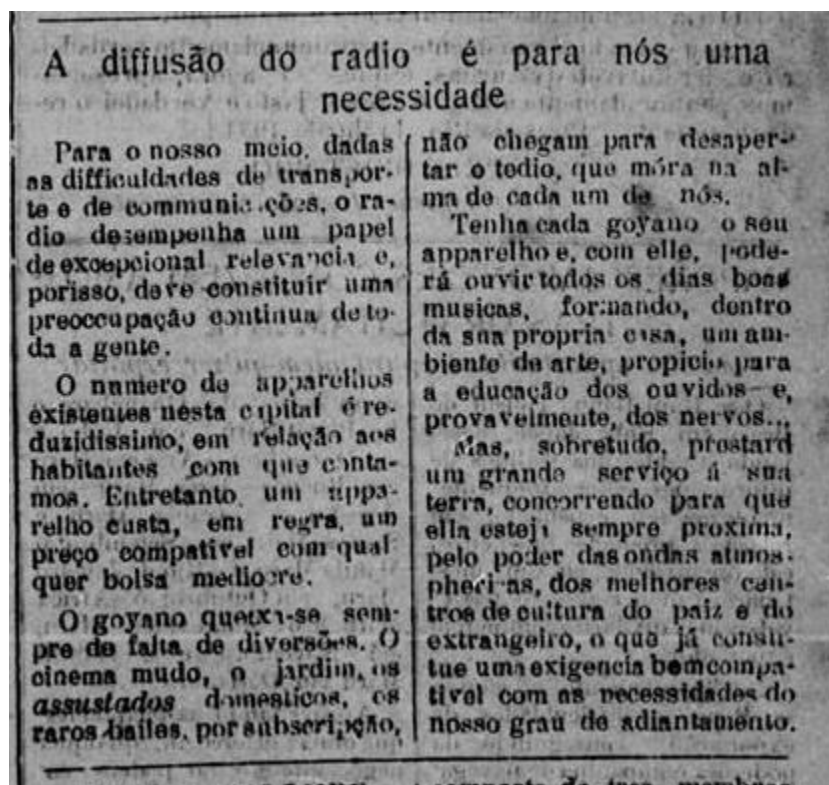 A diffusão do radio é para nós uma
necessidade
Para o nosso meio, dadas
as difficuldades de transpor-
te e de communicações, o ra-
dio desempenha um papel
de excepcional relevancia e,
porisso, deve constituir uma
preoccupação continua de to-
da a gente.
O numero de apparelhos
existentes nesta capital é re-
duzidissimo, em relação aos
habitantes com que conta-
mos. Entretanto um appa-
relho custa, em regra, um
preço compativel com qual
quer bolsa mediocre.
O goyano queixa-se sem-
pre de falta de diversões. O
cinema mudo, o jardim, os
assustados domesticos, os
raros bailes, por subscripção,
não chegam para desaper-
tar o tedio, que móra na al-
ma de cada um de nós.
Tenha cada goyano o seu
apparelho e, com elle, pode-
rá ouvir todos os dias boas
musicas, formando, dentro
da sua propria casa, um am-
biente de arte, propicio para
a educação dos ouvidos e,
provavelmente, dos nervos...
Mas, sobretudo, prestará
um grande serviço á sua
terra, concorrendo para que
ella esteja sempre proxima,
pelo poder das ondas atmos-
phericas, dos melhores cen-
tros de cultura do paiz e do
extrangeiro, o que já consti-
tue uma exigencia bem compa-
tivel com as necessidades do
nosso grau de adiantamento.